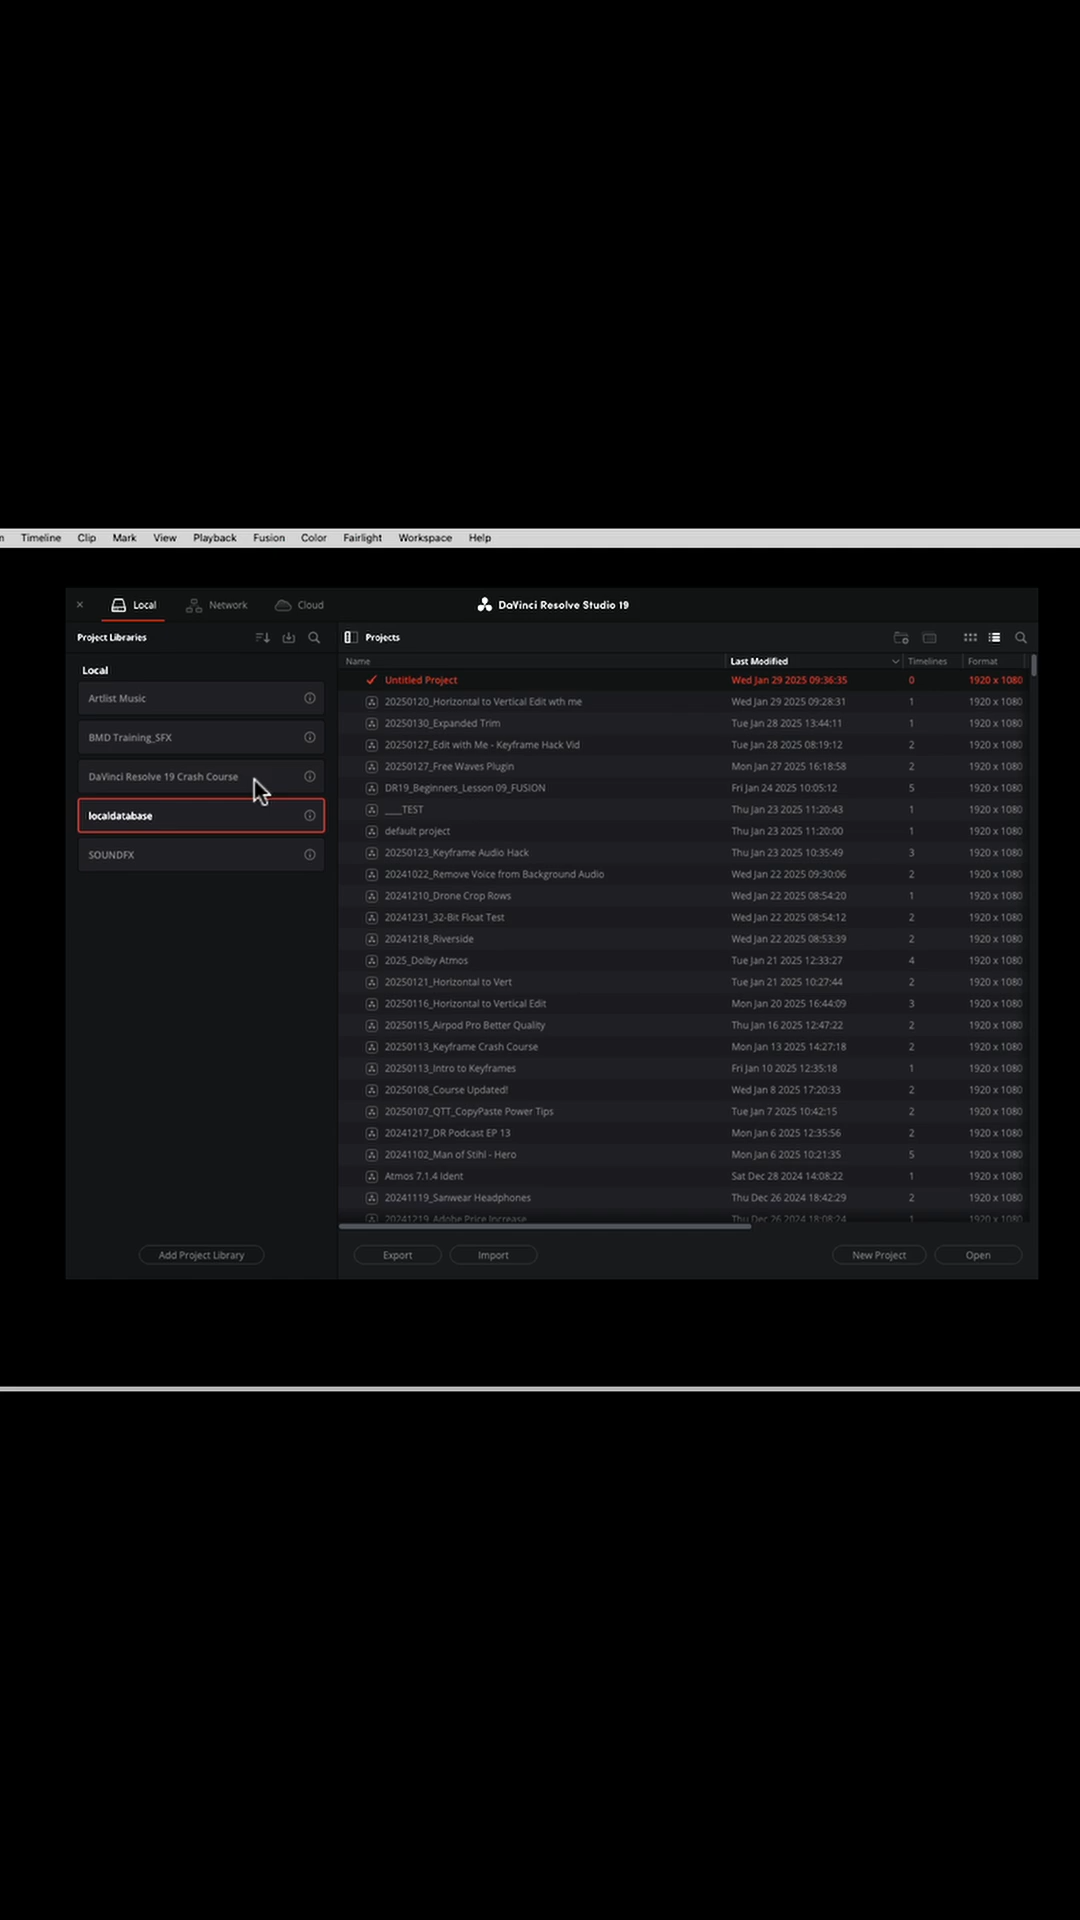 Timeline Clip Mark View Playback Fusion Color Fairlight Workspace Help
Local Network Cloud
DaVinci Resolve Studio 19
Project Libraries
Projects
Local
Artlist Music
BMD Training_SFX
DaVinci Resolve 19 Crash Course
localdatabase
SOUNDFX
Add Project Library
Name Last Modified Timelines Format
Untitled Project Wed Jan 29 2025 09:36:35 0 1920 x 1080
20250120_Horizontal to Vertical Edit wth me Wed Jan 29 2025 09:28:31 1 1920 x 1080
20250130_Expanded Trim Tue Jan 28 2025 13:44:11 1 1920 x 1080
20250127_Edit with Me - Keyframe Hack Vid Tue Jan 28 2025 08:19:12 2 1920 x 1080
20250127_Free Waves Plugin Mon Jan 27 2025 16:18:58 2 1920 x 1080
DR19_Beginners_Lesson 09_FUSION Fri Jan 24 2025 10:05:12 5 1920 x 1080
____TEST Thu Jan 23 2025 11:20:43 1 1920 x 1080
default project Thu Jan 23 2025 11:20:00 1 1920 x 1080
20250123_Keyframe Audio Hack Thu Jan 23 2025 10:35:49 3 1920 x 1080
20241022_Remove Voice from Background Audio Wed Jan 22 2025 09:30:06 2 1920 x 1080
20241210_Drone Crop Rows Wed Jan 22 2025 08:54:20 1 1920 x 1080
20241231_32-Bit Float Test Wed Jan 22 2025 08:54:12 2 1920 x 1080
20241218_Riverside Wed Jan 22 2025 08:53:39 2 1920 x 1080
2025_Dolby Atmos Tue Jan 21 2025 12:33:27 4 1920 x 1080
20250121_Horizontal to Vert Tue Jan 21 2025 10:27:44 2 1920 x 1080
20250116_Horizontal to Vertical Edit Mon Jan 20 2025 16:44:09 3 1920 x 1080
20250115_Airpod Pro Better Quality Thu Jan 16 2025 12:47:22 2 1920 x 1080
20250113_Keyframe Crash Course Mon Jan 13 2025 14:27:18 2 1920 x 1080
20250113_Intro to Keyframes Fri Jan 10 2025 12:35:18 1 1920 x 1080
20250108_Course Updated! Wed Jan 8 2025 17:20:33 2 1920 x 1080
20250107_QTT_CopyPaste Power Tips Tue Jan 7 2025 10:42:15 2 1920 x 1080
20241217_DR Podcast EP 13 Mon Jan 6 2025 12:35:56 2 1920 x 1080
20241102_Man of Stihl - Hero Mon Jan 6 2025 10:21:35 5 1920 x 1080
Atmos 7.1.4 Ident Sat Dec 28 2024 14:08:22 1 1920 x 1080
20241119_Sanwear Headphones Thu Dec 26 2024 18:42:29 2 1920 x 1080
20241219_Adobe Price Increase Thu Dec 26 2024 18:08:24 1 1920 x 1080
Export Import New Project Open